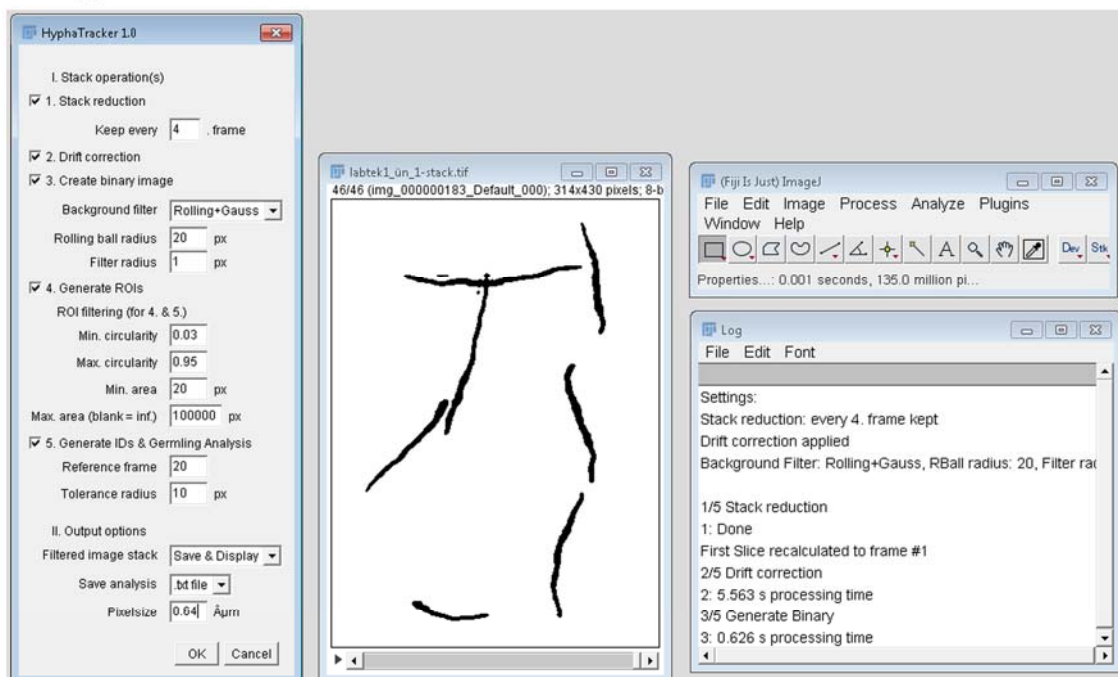 HyphaTracker 1.0
I. Stack operation(s)
1. Stack reduction
Keep every 4 . frame
2. Drift correction
3. Create binary image
Background filter Rolling+Gauss
Rolling ball radius 20 px
Filter radius 1 px
4. Generate ROIs
ROI filtering (for 4. & 5.)
Min. circularity 0.03
Max. circularity 0.95
Min. area 20 px
Max. area (blank = inf.) 100000 px
5. Generate IDs & Germling Analysis
Reference frame 20
Tolerance radius 10 px
II. Output options
Filtered image stack Save & Display
Save analysis .txt file
Pixelsize 0.64 Âµm
OK Cancel
labtek1_ün_1-stack.tif
46/46 (img_000000183_Default_000); 314x430 pixels; 8-b
(Fiji Is Just) ImageJ
File Edit Image Process Analyze Plugins
Window Help
A Dev. Stk
Properties...: 0.001 seconds, 135.0 million pi...
Log
File Edit Font
Settings:
Stack reduction: every 4. frame kept
Drift correction applied
Background Filter: Rolling+Gauss, RBall radius: 20, Filter rad
1/5 Stack reduction
1: Done
First Slice recalculated to frame #1
2/5 Drift correction
2: 5.563 s processing time
3/5 Generate Binary
3: 0.626 s processing time